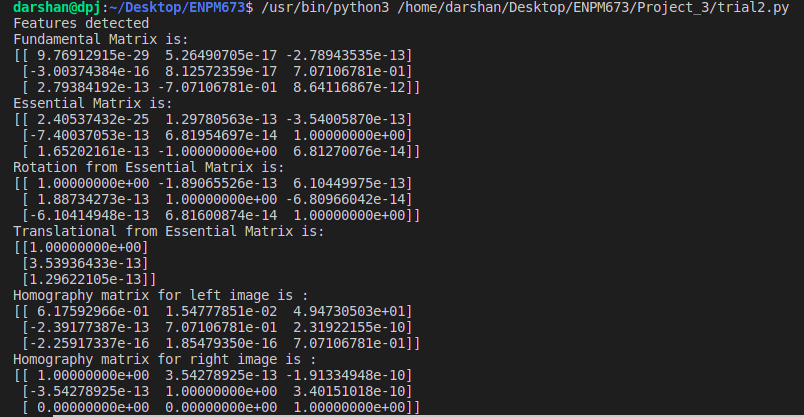 darshan@dpj:~/Desktop/ENPM673$ /usr/bin/python3 /home/darshan/Desktop/ENPM673/Project_3/trial2.py
Features detected
Fundamental Matrix is:
[[ 9.76912915e-29  5.26490705e-17 -2.78943535e-13]
 [-3.00374384e-16  8.12572359e-17  7.07106781e-01]
 [ 2.79384192e-13 -7.07106781e-01  8.64116867e-12]]
Essential Matrix is:
[[ 2.40537432e-25  1.29780563e-13 -3.54005870e-13]
 [-7.40037053e-13  6.81954697e-14  1.00000000e+00]
 [ 1.65202161e-13 -1.00000000e+00  6.81270076e-14]]
Rotation from Essential Matrix is:
[[ 1.00000000e+00 -1.89065526e-13  6.10449975e-13]
 [ 1.88734273e-13  1.00000000e+00 -6.80966042e-14]
 [-6.10414948e-13  6.81600874e-14  1.00000000e+00]]
Translational from Essential Matrix is:
[[1.00000000e+00]
 [3.53936433e-13]
 [1.29622105e-13]]
Homography matrix for left image is :
[[ 6.17592966e-01  1.54777851e-02  4.94730503e+01]
 [-2.39177387e-13  7.07106781e-01  2.31922155e-10]
 [-2.25917337e-16  1.85479350e-16  7.07106781e-01]]
Homography matrix for right image is :
[[ 1.00000000e+00  3.54278925e-13 -1.91334948e-10]
 [-3.54278925e-13  1.00000000e+00  3.40151018e-10]
 [ 0.00000000e+00  0.00000000e+00  1.00000000e+00]]